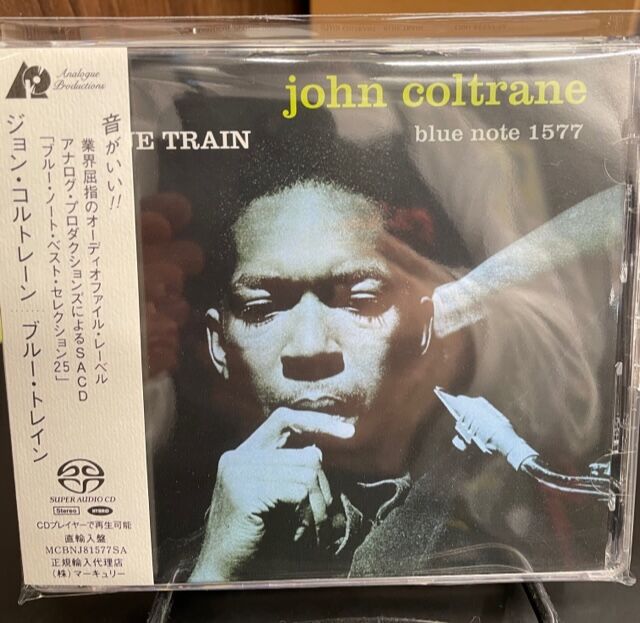 Analogue
Productions
音がいい!!
業界屈指のオーディオファイル・レーベル
アナログ・プロダクションズによるSACD
「ブルー・ノート・ベスト・セレクション25」
ジョン・コルトレーン……ブルー・トレイン
SUPER AUDIO CD
Stereo HYBRID
CDプレイヤーで再生可能
直輸入盤
MCBNJ81577SA
正規輸入代理店
(株)マーキュリー
john coltrane
blue note 1577
UE TRAIN